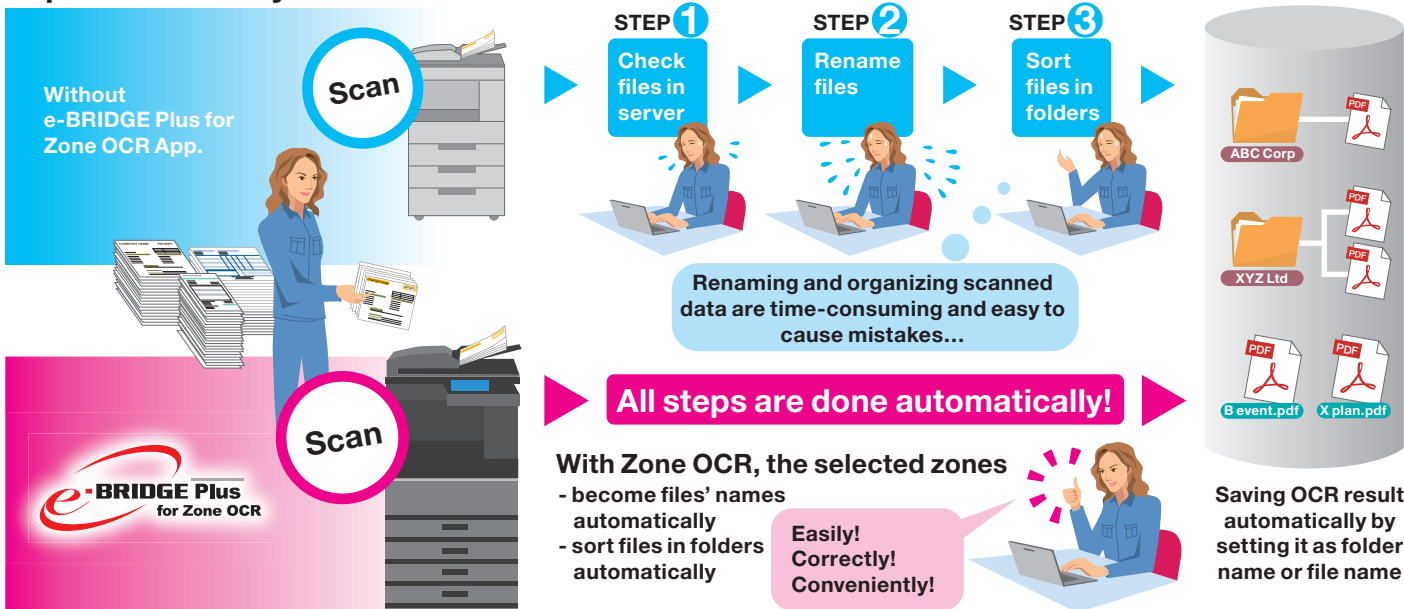 Without
e-BRIDGE Plus for
Zone OCR App.
Scan
STEP 1
Check
files in
server
STEP 2
Rename
files
STEP 3
Sort
files in
folders
Renaming and organizing scanned
data are time-consuming and easy to
cause mistakes...
COMPANY NAME RECEIPT
e-BRIDGE Plus
for Zone OCR
Scan
All steps are done automatically!
With Zone OCR, the selected zones
- become files' names
automatically
- sort files in folders
automatically
Easily!
Correctly!
Conveniently!
PDF
ABC Corp
PDF
PDF
XYZ Ltd
PDF
PDF
B event.pdf
X plan.pdf
Saving OCR result
automatically by
setting it as folder
name or file name